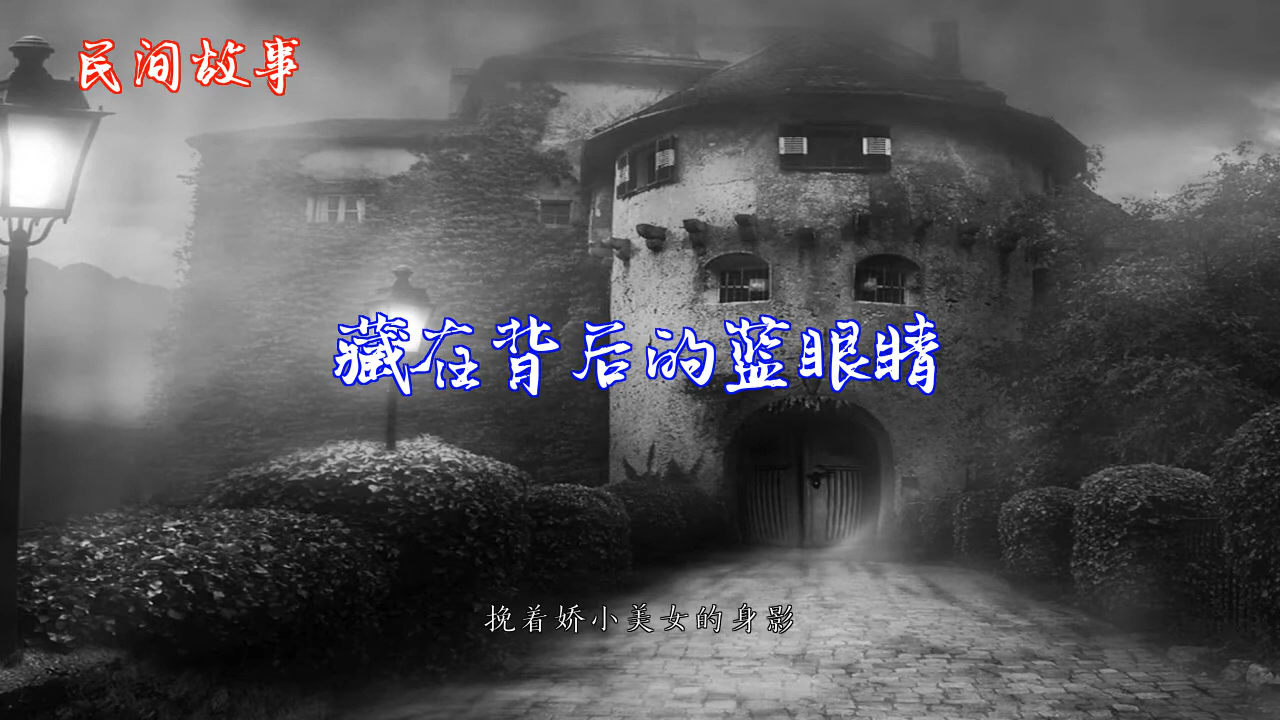 民间故事
藏在背后的蓝眼睛
挽着娇小美女的身影